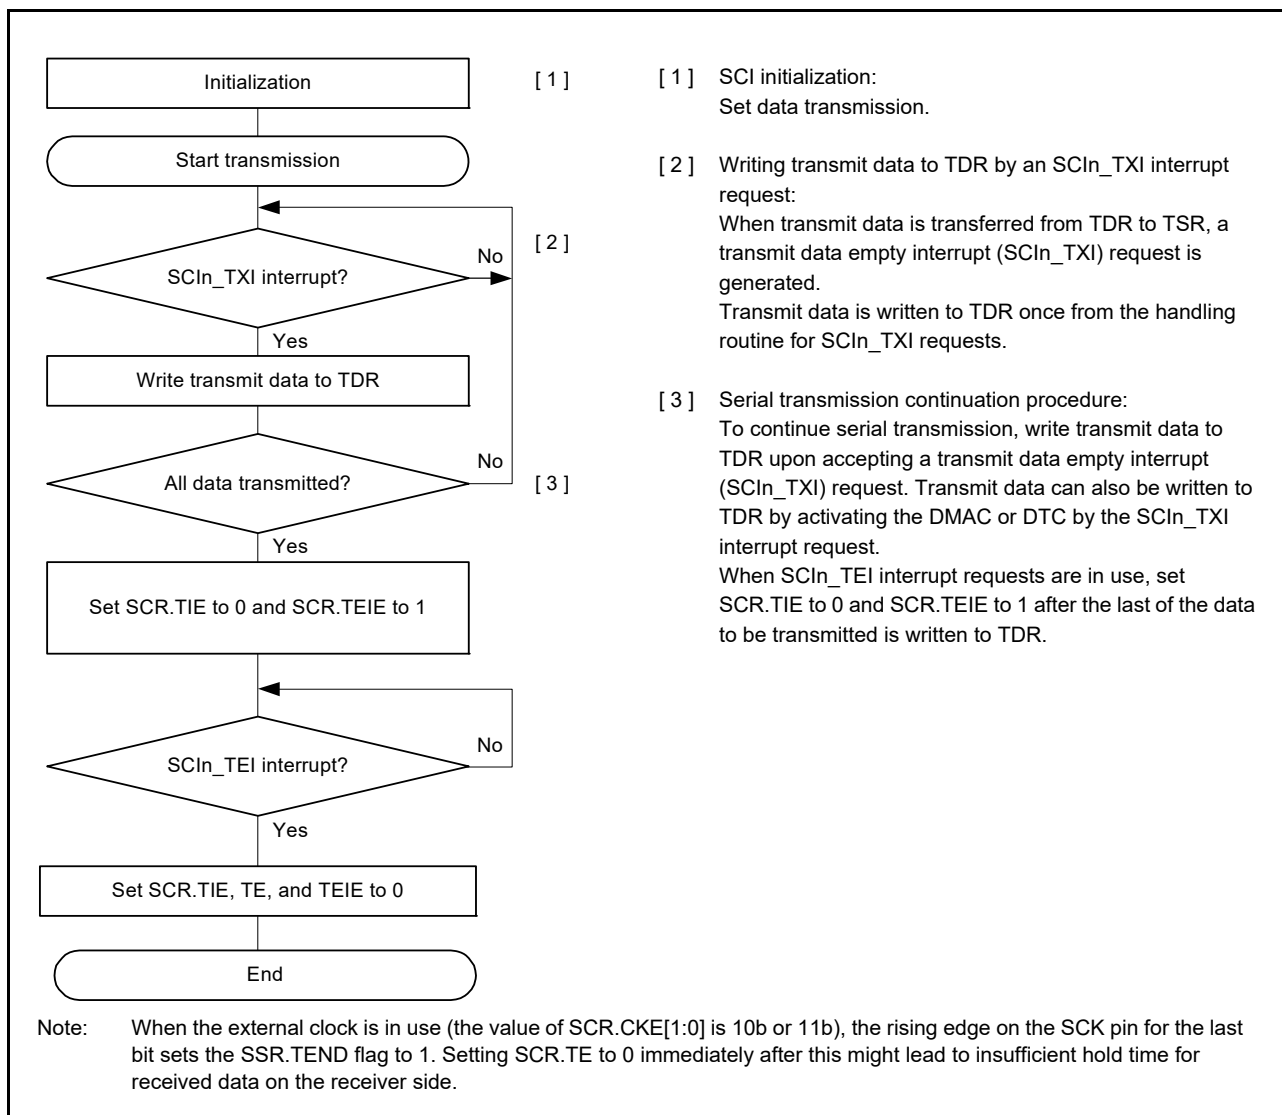 Initialization
[ 1 ]
Start transmission
[ 2 ]
No
SCIn_TXI interrupt?
Yes
Write transmit data to TDR
No
All data transmitted?
[ 3 ]
Yes
Set SCR.TIE to 0 and SCR.TEIE to 1
No
SCIn_TEI interrupt?
Yes
Set SCR.TIE, TE, and TEIE to 0
End
[ 1 ] SCI initialization:
Set data transmission.
[ 2 ] Writing transmit data to TDR by an SCIn_TXI interrupt
request:
When transmit data is transferred from TDR to TSR, a
transmit data empty interrupt (SCIn_TXI) request is
generated.
Transmit data is written to TDR once from the handling
routine for SCIn_TXI requests.
[ 3 ] Serial transmission continuation procedure:
To continue serial transmission, write transmit data to
TDR upon accepting a transmit data empty interrupt
(SCIn_TXI) request. Transmit data can also be written to
TDR by activating the DMAC or DTC by the SCIn_TXI
interrupt request.
When SCIn_TEI interrupt requests are in use, set
SCR.TIE to 0 and SCR.TEIE to 1 after the last of the data
to be transmitted is written to TDR.
Note: When the external clock is in use (the value of SCR.CKE[1:0] is 10b or 11b), the rising edge on the SCK pin for the last
bit sets the SSR.TEND flag to 1. Setting SCR.TE to 0 immediately after this might lead to insufficient hold time for
received data on the receiver side.